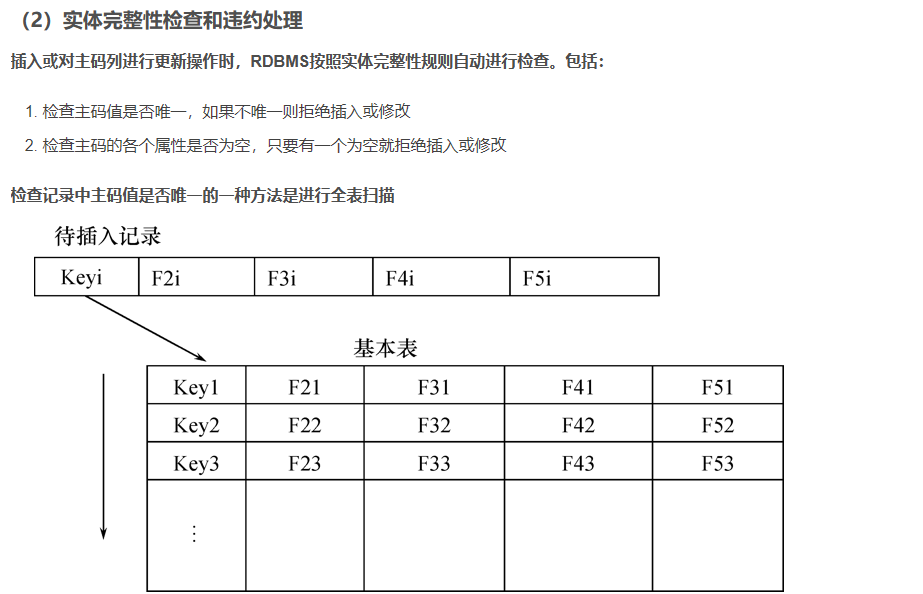 （2）实体完整性检查和违约处理
插入或对主码列进行更新操作时，RDBMS按照实体完整性规则自动进行检查。包括：
1. 检查主码值是否唯一，如果不唯一则拒绝插入或修改
2. 检查主码的各个属性是否为空，只要有一个为空就拒绝插入或修改
检查记录中主码值是否唯一的一种方法是进行全表扫描
待插入记录
Keyi F2i F3i F4i F5i
基本表
Key1 F21 F31 F41 F51
Key2 F22 F32 F42 F52
Key3 F23 F33 F43 F53
⋮